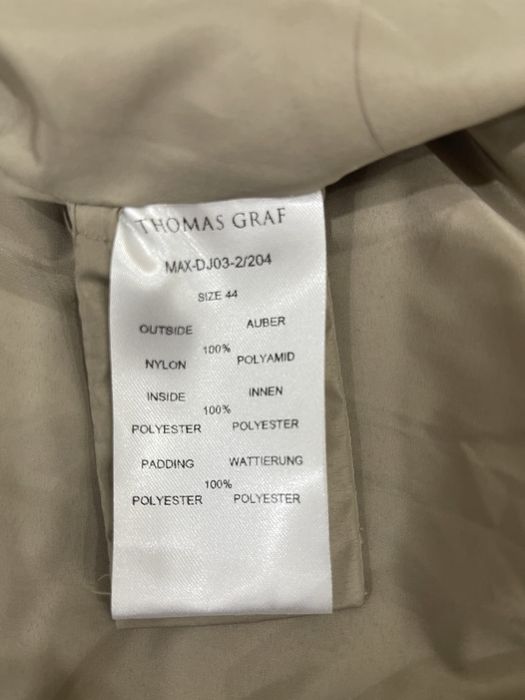 THOMAS GRAF
MAX-DJ03-2/204
SIZE 44
OUTSIDE AUBER
100%
NYLON POLYAMID
INSIDE INNEN
100%
POLYESTER POLYESTER
PADDING WATTIERUNG
100%
POLYESTER POLYESTER